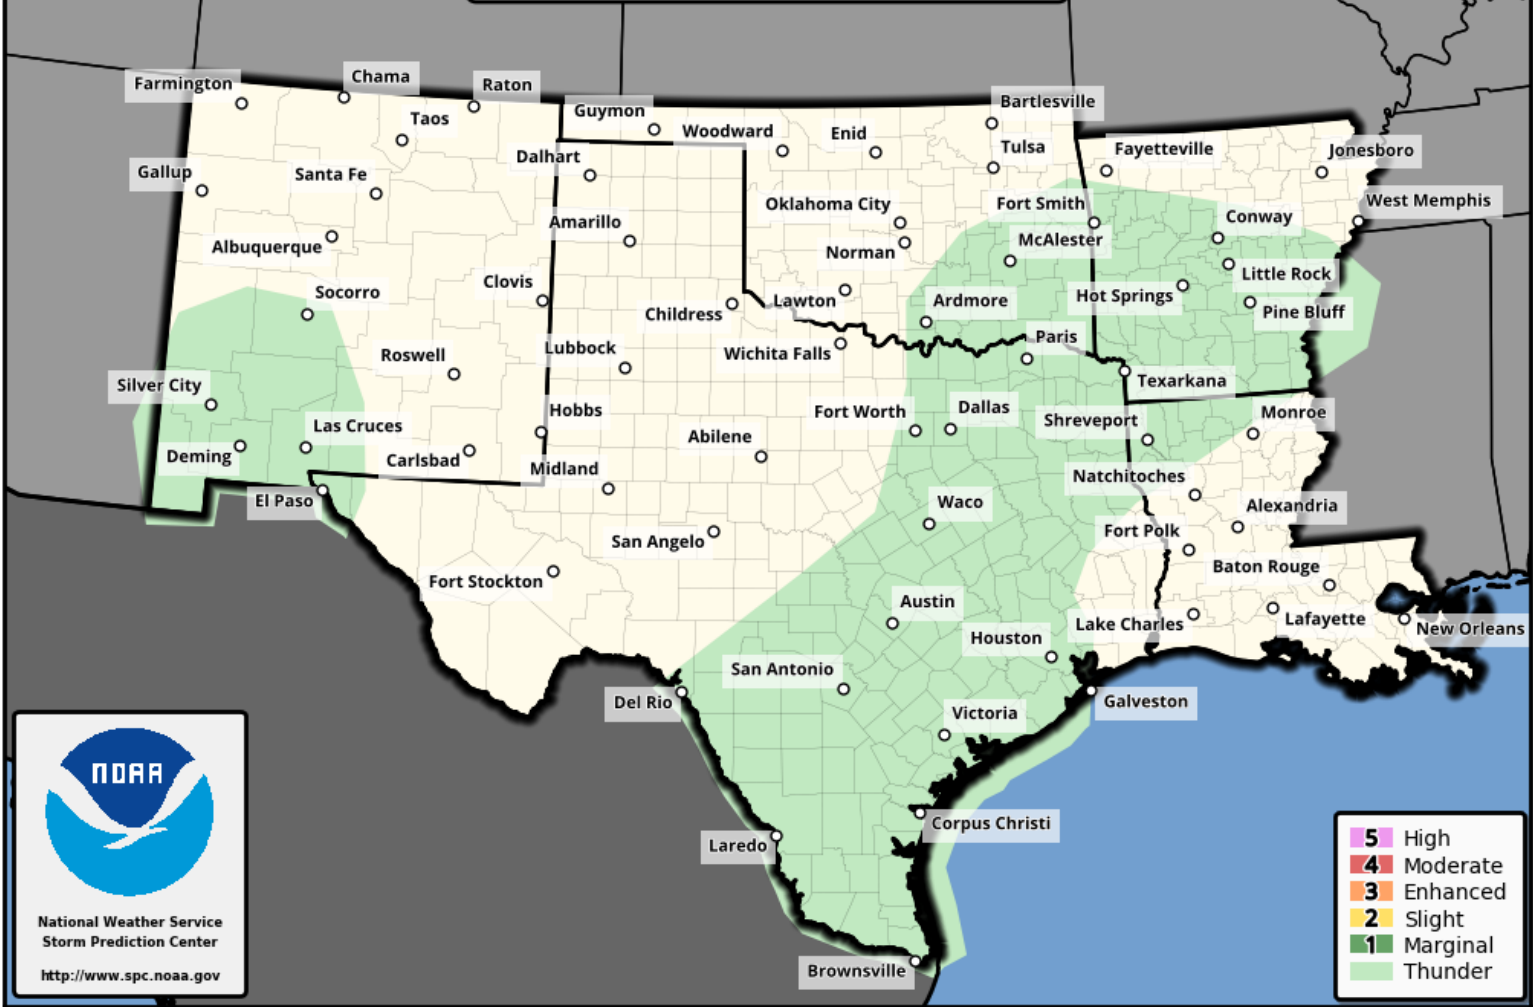 Farmington
Chama
Raton
Taos
Guymon
Woodward
Enid
Bartlesville
Tulsa
Fayetteville
Jonesboro
Gallup
Santa Fe
Dalhart
Oklahoma City
Fort Smith
Conway
West Memphis
Albuquerque
Amarillo
Norman
McAlester
Little Rock
Socorro
Clovis
Childress
Lawton
Ardmore
Hot Springs
Pine Bluff
Roswell
Lubbock
Wichita Falls
Paris
Texarkana
Silver City
Las Cruces
Hobbs
Fort Worth
Dallas
Shreveport
Monroe
Deming
Carlsbad
Midland
Abilene
Natchitoches
El Paso
San Angelo
Waco
Fort Polk
Alexandria
Fort Stockton
Baton Rouge
Austin
Houston
Lake Charles
Lafayette
New Orleans
San Antonio
Del Rio
Victoria
Galveston
Laredo
Corpus Christi
Brownsville
NOAA
National Weather Service
Storm Prediction Center
http://www.spc.noaa.gov
5 High
4 Moderate
3 Enhanced
2 Slight
1 Marginal
Thunder